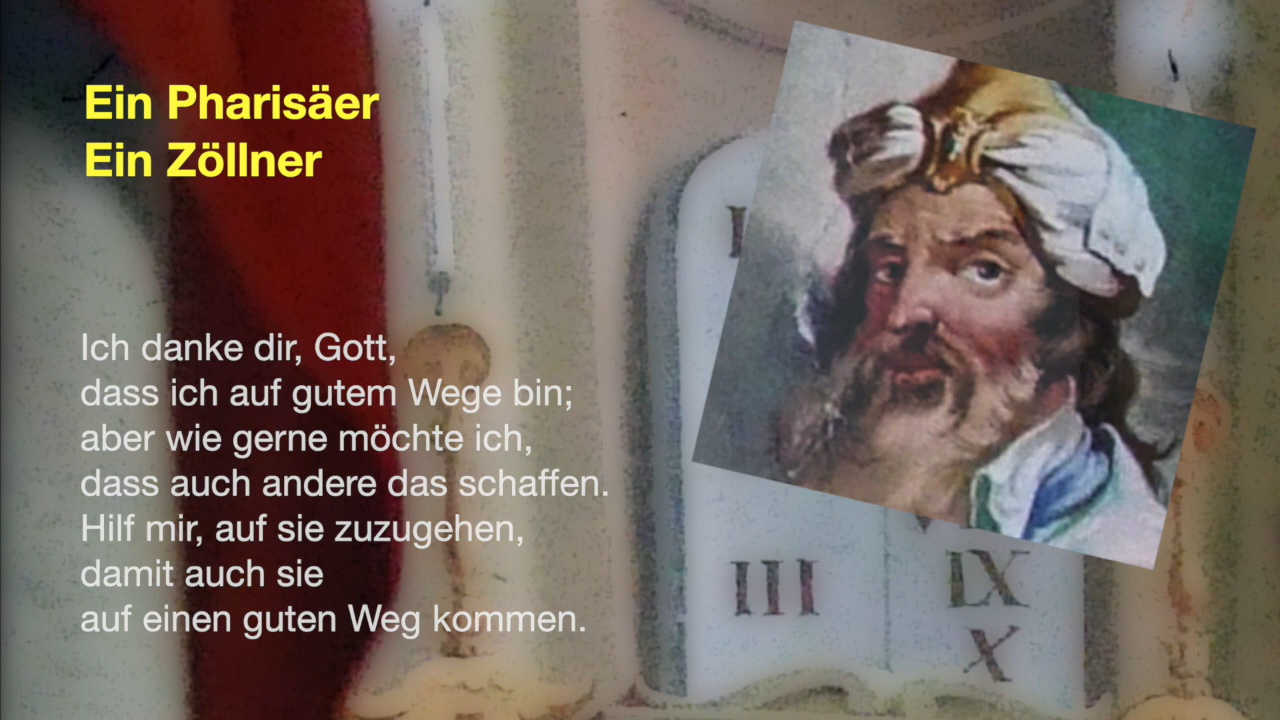 Ein Pharisäer
Ein Zöllner
Ich danke dir, Gott,
dass ich auf gutem Wege bin;
aber wie gerne möchte ich,
dass auch andere das schaffen.
Hilf mir, auf sie zuzugehen,
damit auch sie
auf einen guten Weg kommen.
III
IX
X